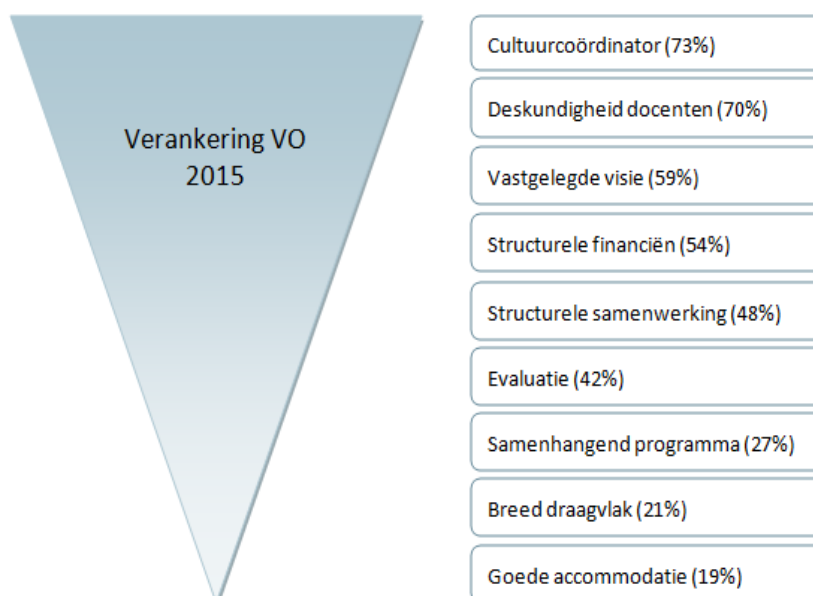 Verankering VO
2015
Cultuurcoördinator (73%)
Deskundigheid docenten (70%)
Vastgelegde visie (59%)
Structurele financiën (54%)
Structurele samenwerking (48%)
Evaluatie (42%)
Samenhangend programma (27%)
Breed draagvlak (21%)
Goede accommodatie (19%)